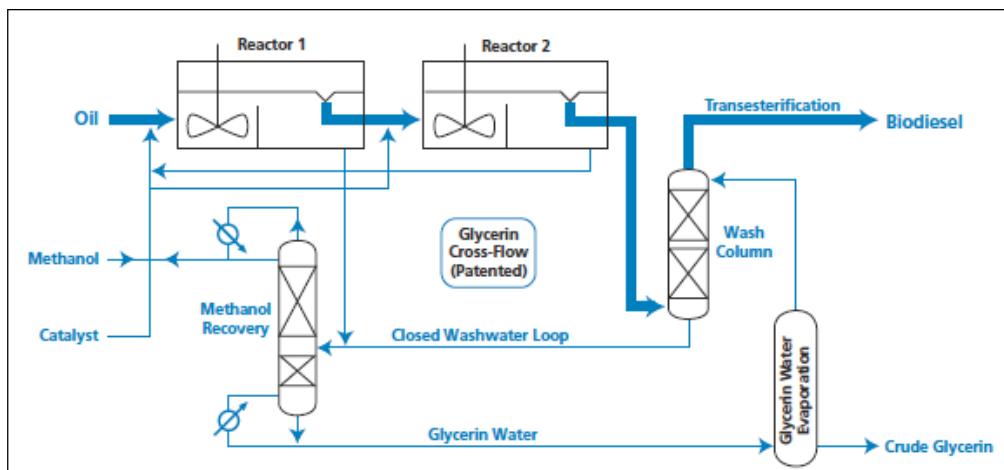 Reactor 1
Reactor 2
Oil
Transesterification
Biodiesel
Glycerin
Cross-Flow
(Patented)
Wash
Column
Methanol
Methanol
Recovery
Catalyst
Closed Washwater Loop
Glycerin Water
Evaporation
Glycerin Water
Crude Glycerin